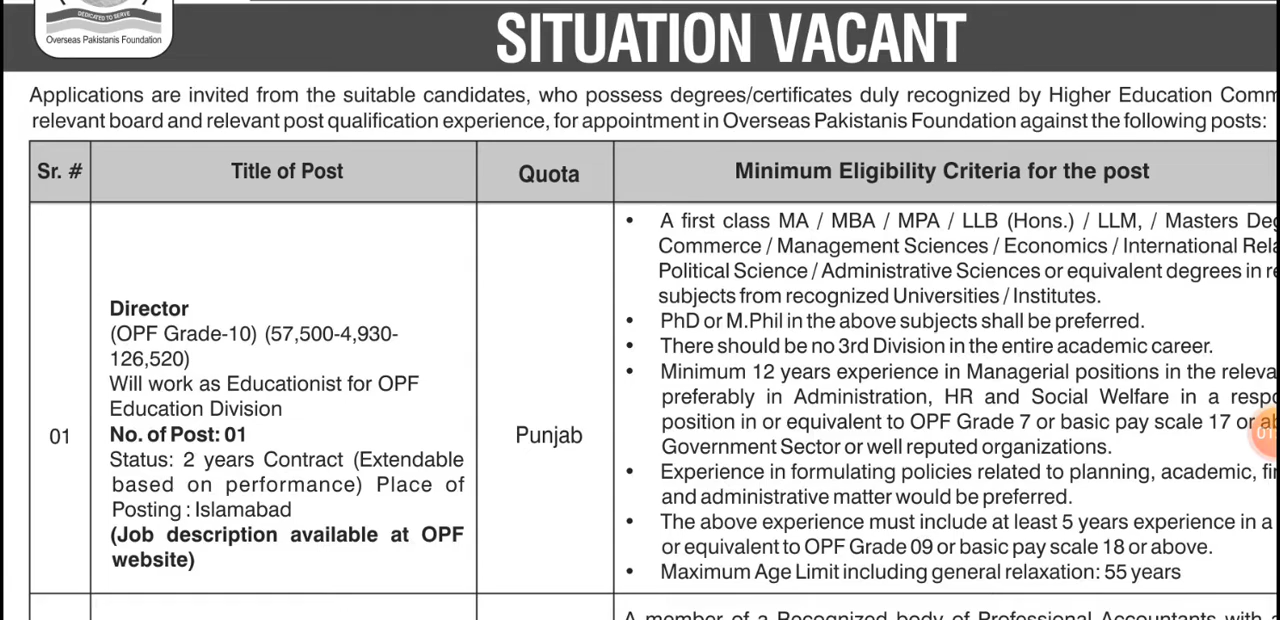 DEDICATED TO SERVE
Overseas Pakistanis Foundation
SITUATION VACANT
Applications are invited from the suitable candidates, who possess degrees/certificates duly recognized by Higher Education
relevant board and relevant post qualification experience, for appointment in Overseas Pakistanis Foundation against the following posts:
Sr. #
Title of Post
Quota
Minimum Eligibility Criteria for the post
01
Director
(OPF Grade-10) (57,500-4,930-
126,520)
Will work as Educationist for OPF
Education Division
No. of Post: 01
Status: 2 years Contract (Extendable
based on performance) Place of
Posting : Islamabad
(Job description available at OPF
website)
Punjab
• A first class MA / MBA / MPA / LLB (Hons.) / LLM, / Masters
Commerce / Management Sciences / Economics / International
Political Science / Administrative Sciences or equivalent degrees in
subjects from recognized Universities / Institutes.
• PhD or M.Phil in the above subjects shall be preferred.
• There should be no 3rd Division in the entire academic career.
• Minimum 12 years experience in Managerial positions in the
preferably in Administration, HR and Social Welfare in a
position in or equivalent to OPF Grade 7 or basic pay scale 17 or
Government Sector or well reputed organizations.
• Experience in formulating policies related to planning, academic,
and administrative matter would be preferred.
• The above experience must include at least 5 years experience in a
or equivalent to OPF Grade 09 or basic pay scale 18 or above.
• Maximum Age Limit including general relaxation: 55 years
A member of a Recognized body of Professional Accountants with